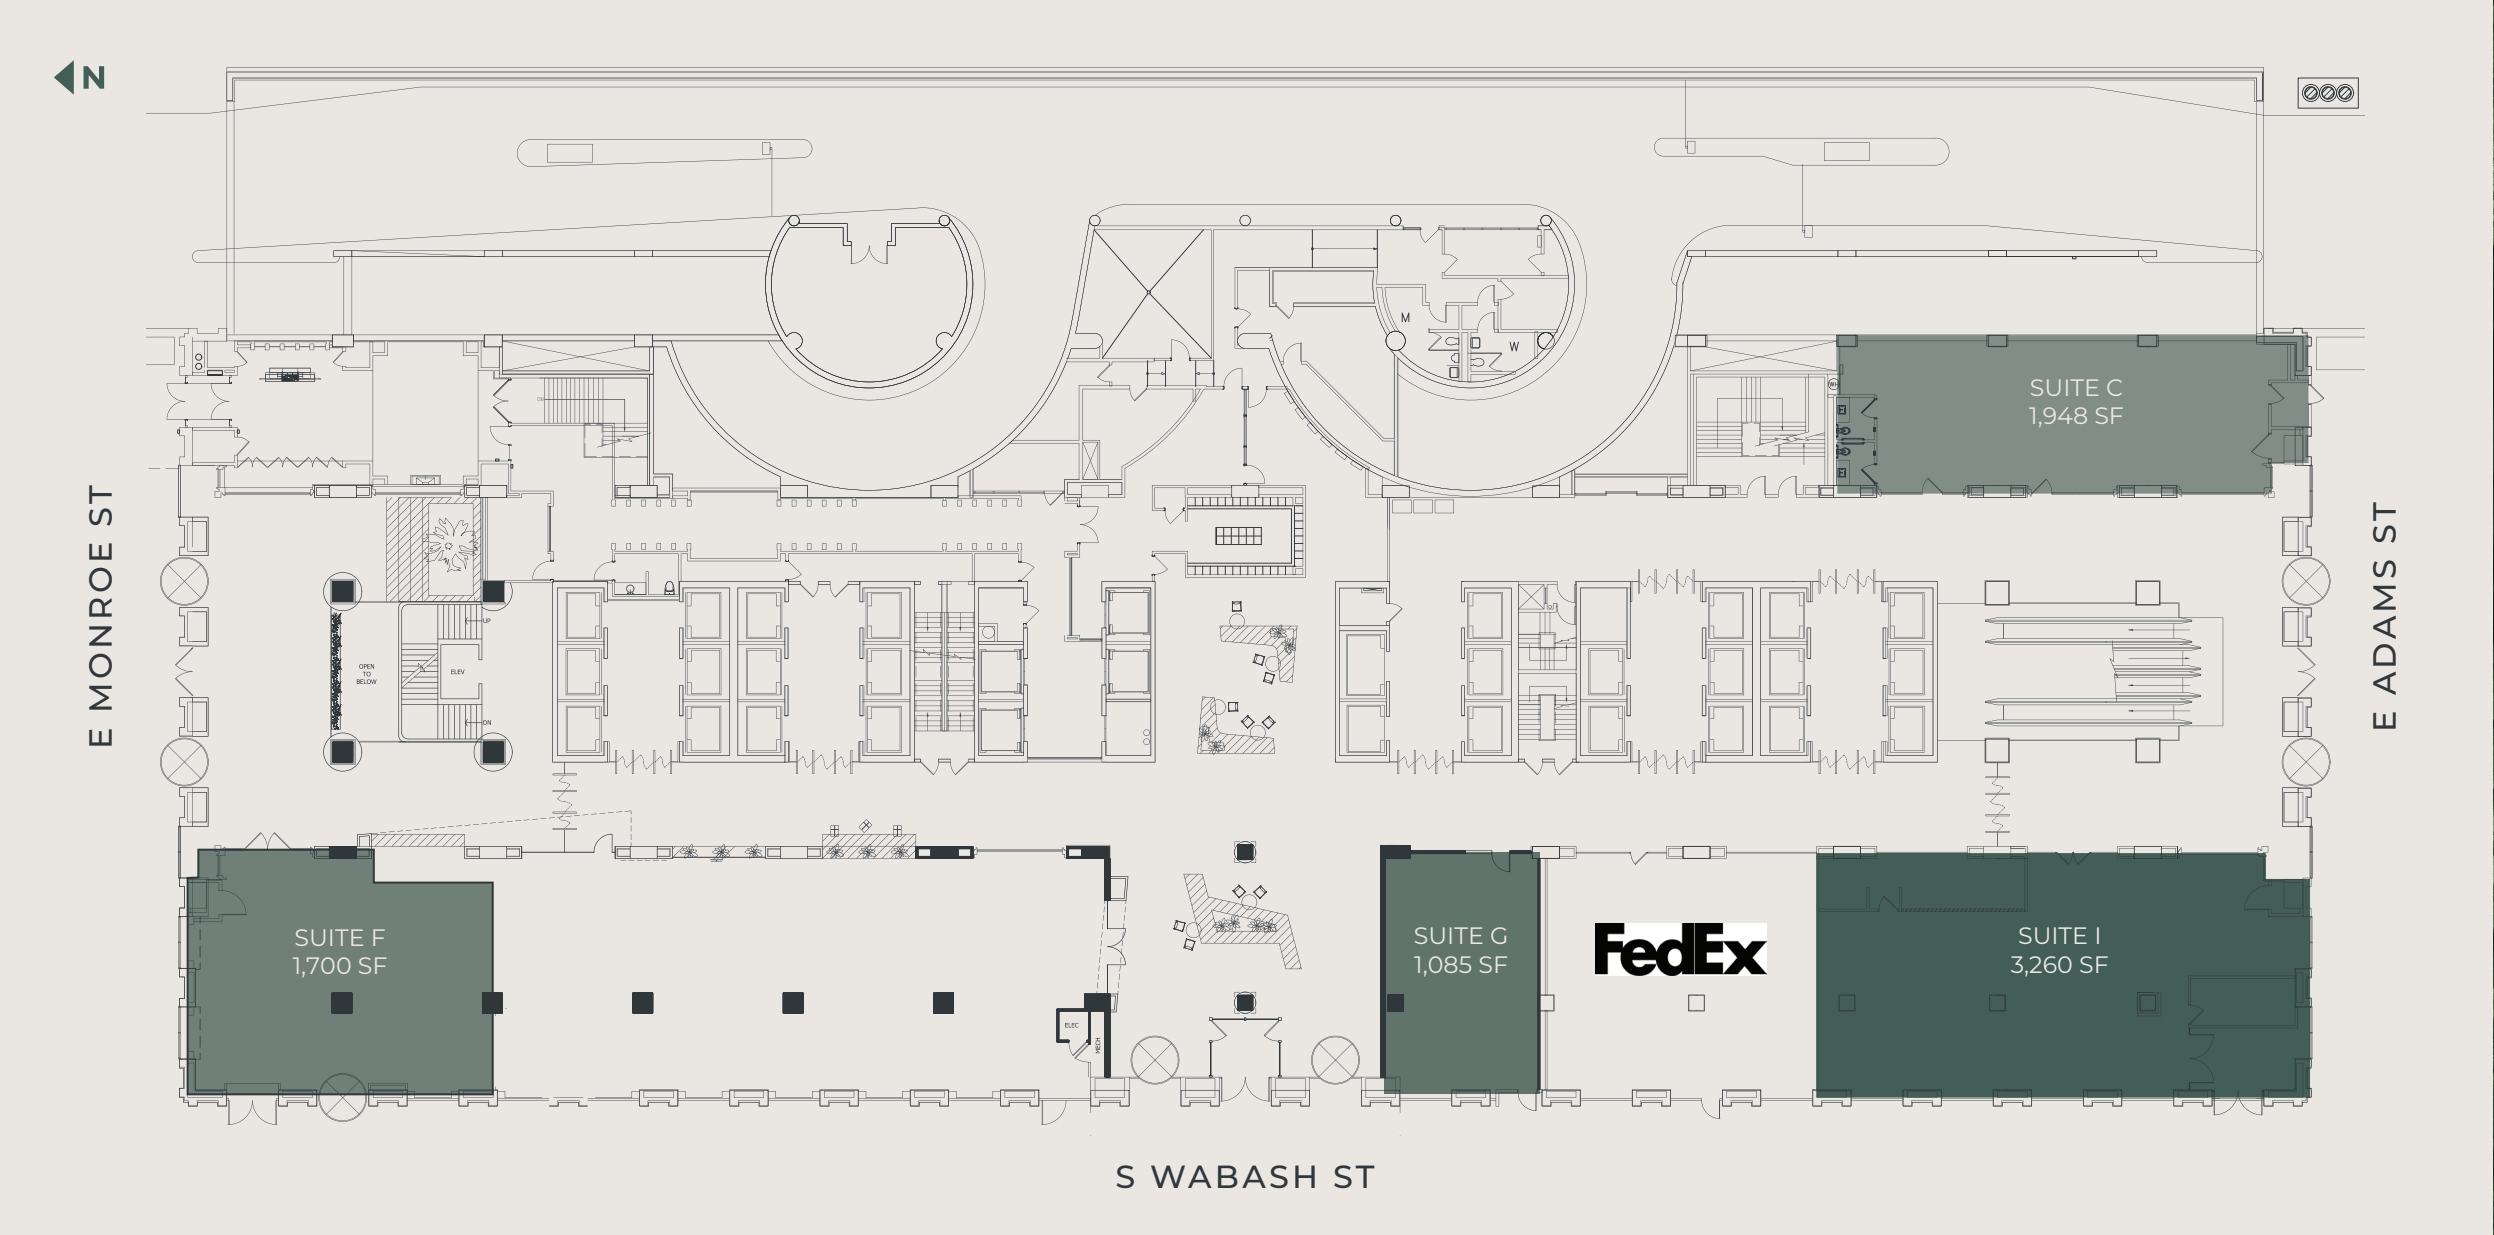 N
SUITE C
1,948 SF
M
W
E MONROE ST
E ADAMS ST
UP
OPEN
TO
BELOW
ELEV
DN
SUITE F
1,700 SF
SUITE G
1,085 SF
FedEx
SUITE I
3,260 SF
ELEC
MECH
S WABASH ST